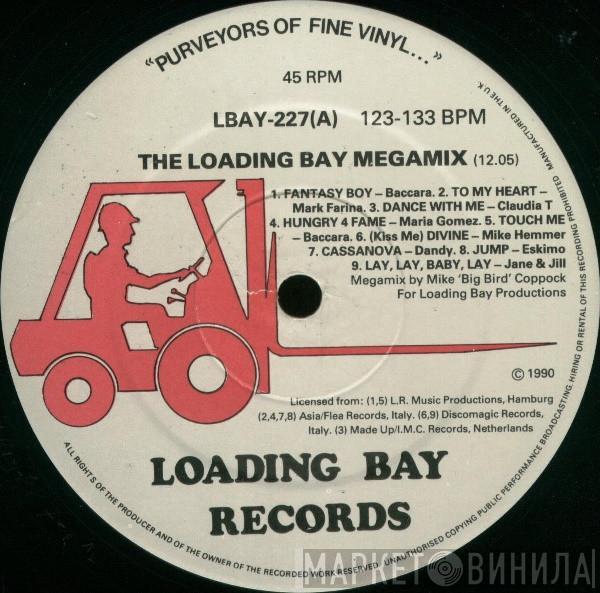 “PURVEYORS OF FINE VINYL...”
45 RPM
LBAY-227(A) 123-133 BPM
THE LOADING BAY MEGAMIX (12.05)
1. FANTASY BOY – Baccara. 2. TO MY HEART –
Mark Farina. 3. DANCE WITH ME – Claudia T
4. HUNGRY 4 FAME – Maria Gomez. 5. TOUCH ME
– Baccara. 6. (Kiss Me) DIVINE – Mike Hemmer
7. CASSANOVA – Dandy. 8. JUMP – Eskimo
9. LAY, LAY, BABY, LAY – Jane & Jill
Megamix by Mike 'Big Bird' Coppock
For Loading Bay Productions
© 1990
Licensed from: (1,5) L.R. Music Productions, Hamburg
(2,4,7,8) Asia/Flea Records, Italy. (6,9) Discomagic Records,
Italy. (3) Made Up/I.M.C. Records, Netherlands
LOADING BAY
RECORDS
ALL RIGHTS OF THE PRODUCER AND OF THE OWNER OF THE RECORDED WORK RESERVED. UNAUTHORISED COPYING PUBLIC PERFORMANCE BROADCASTING, HIRING OR RENTAL OF THIS RECORDING PROHIBITED. MANUFACTURED IN THE U.K.
МАРКЕТ ВИНИЛА